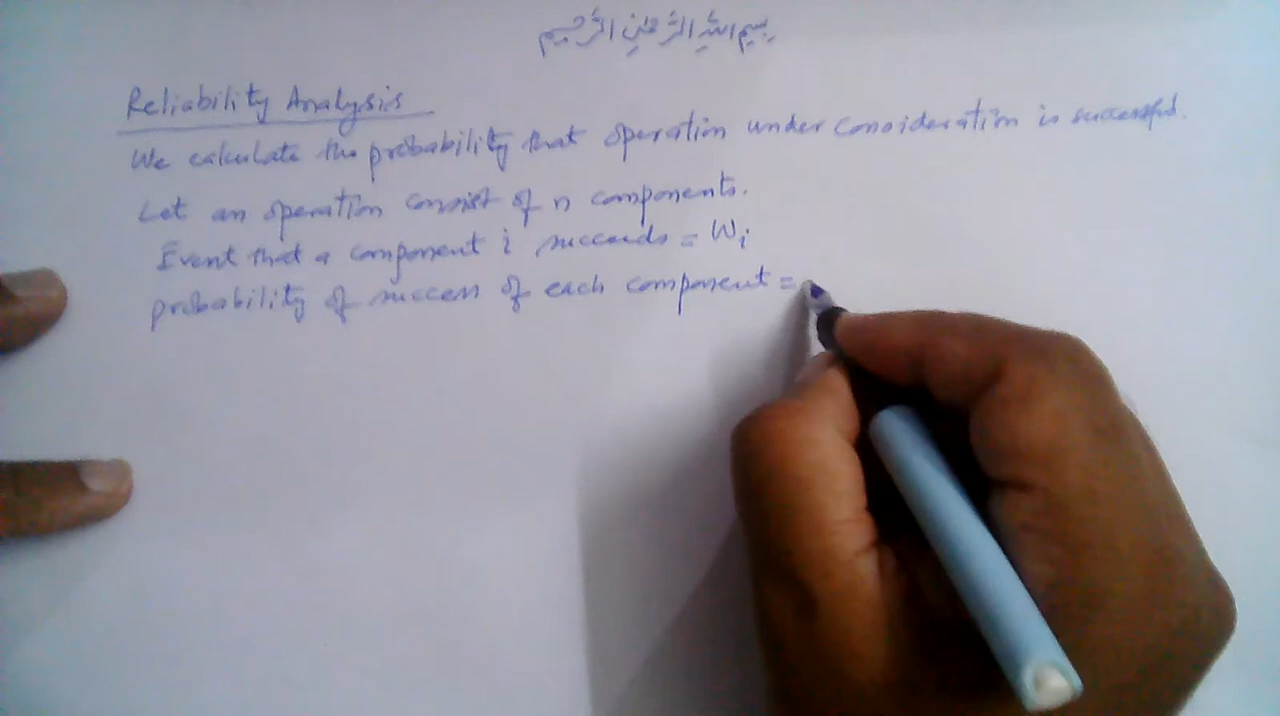 بسم الله الرحمن الرحيم
Reliability Analysis
We calculate the probability that operation under consideration is successful.
Let an operation consist of n components.
Event that a component i succeeds = Wi
probability of success of each component =